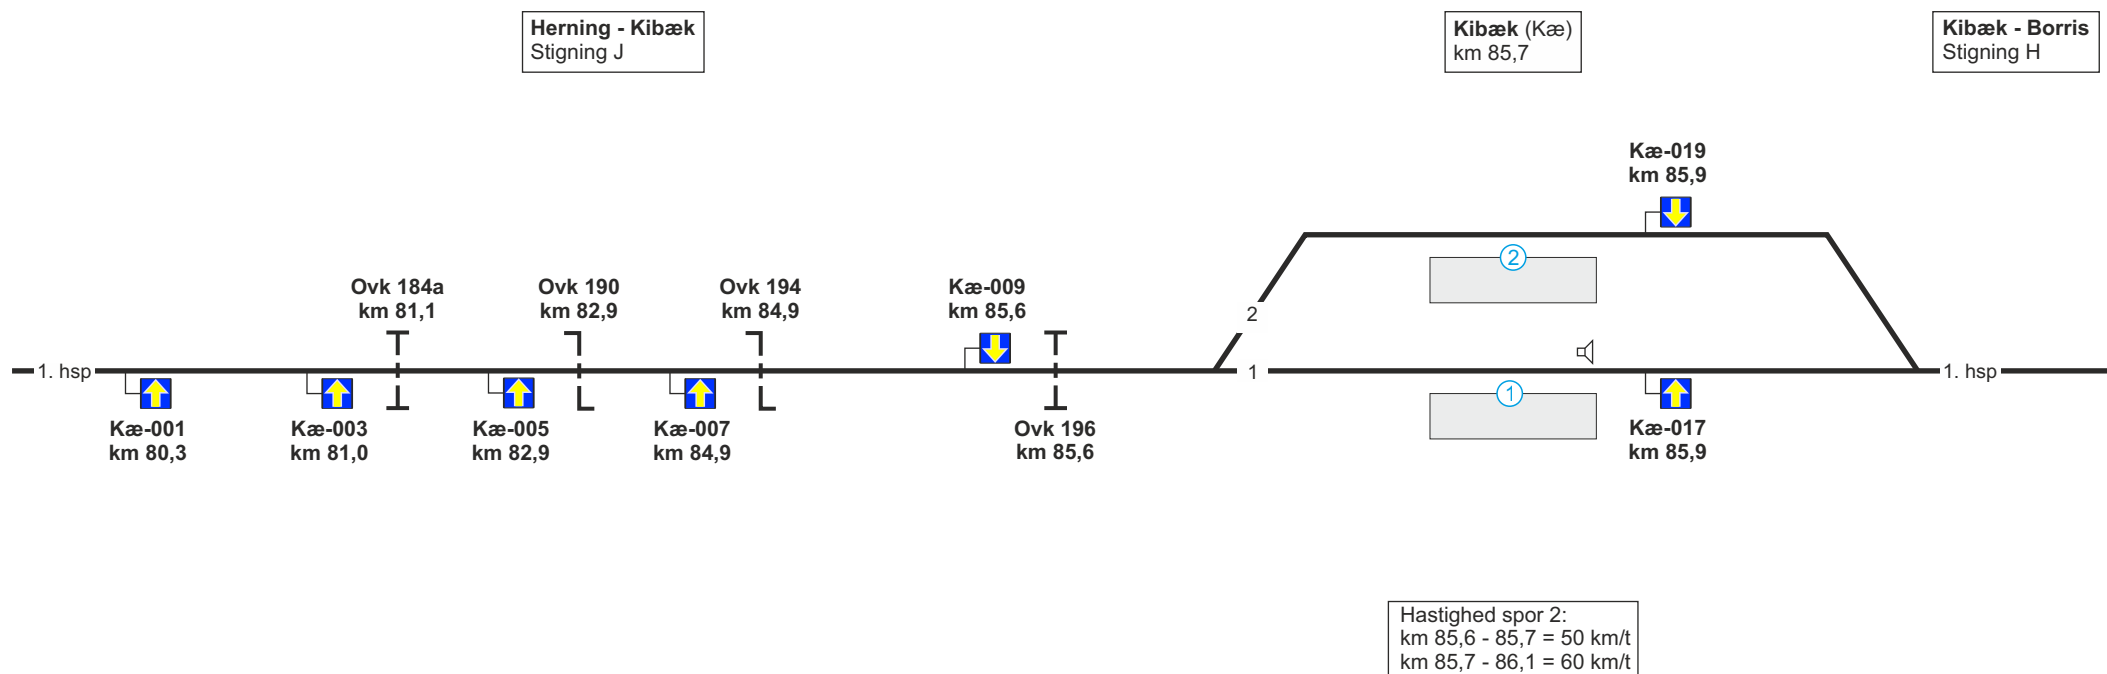 Herning - Kibæk
Stigning J
Kibæk (Kæ)
km 85,7
Kibæk - Borris
Stigning H
Kæ-019
km 85,9
2
Ovk 184a
km 81,1
Ovk 190
km 82,9
Ovk 194
km 84,9
Kæ-009
km 85,6
2
1. hsp
1
1. hsp
1
Kæ-001
km 80,3
Kæ-003
km 81,0
Kæ-005
km 82,9
Kæ-007
km 84,9
Ovk 196
km 85,6
Kæ-017
km 85,9
Hastighed spor 2:
km 85,6 - 85,7 = 50 km/t
km 85,7 - 86,1 = 60 km/t